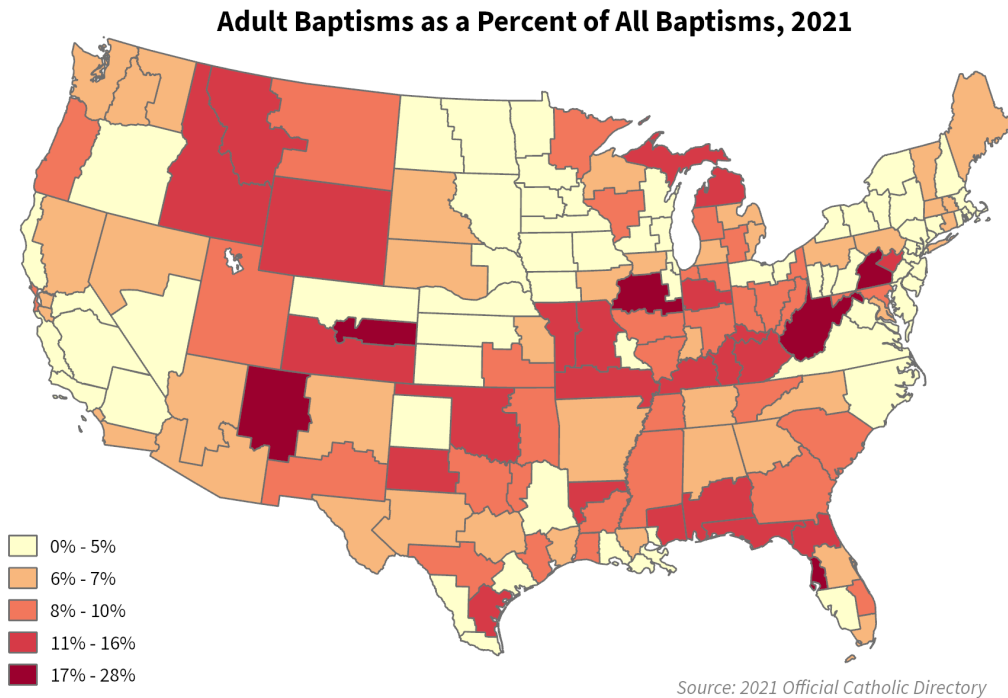 Adult Baptisms as a Percent of All Baptisms, 2021
0% - 5%
6% - 7%
8% - 10%
11% - 16%
17% - 28%
Source: 2021 Official Catholic Directory